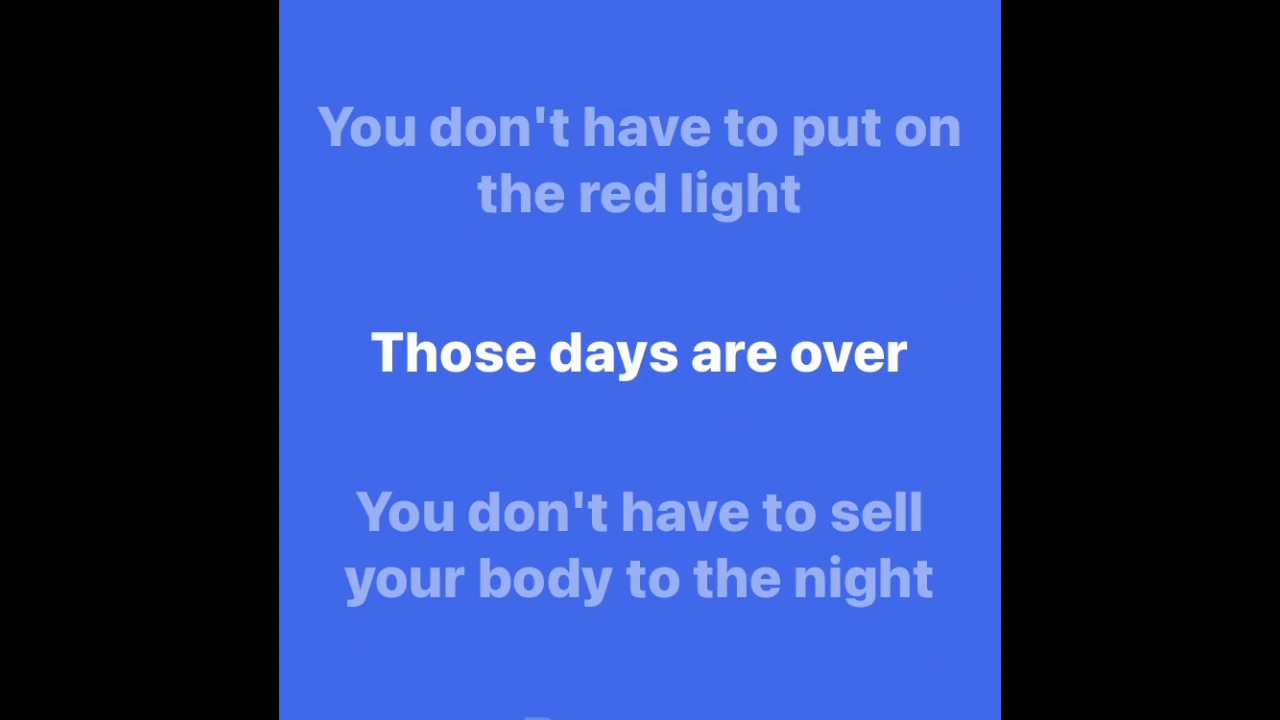 You don't have to put on
the red light
Those days are over
You don't have to sell
your body to the night